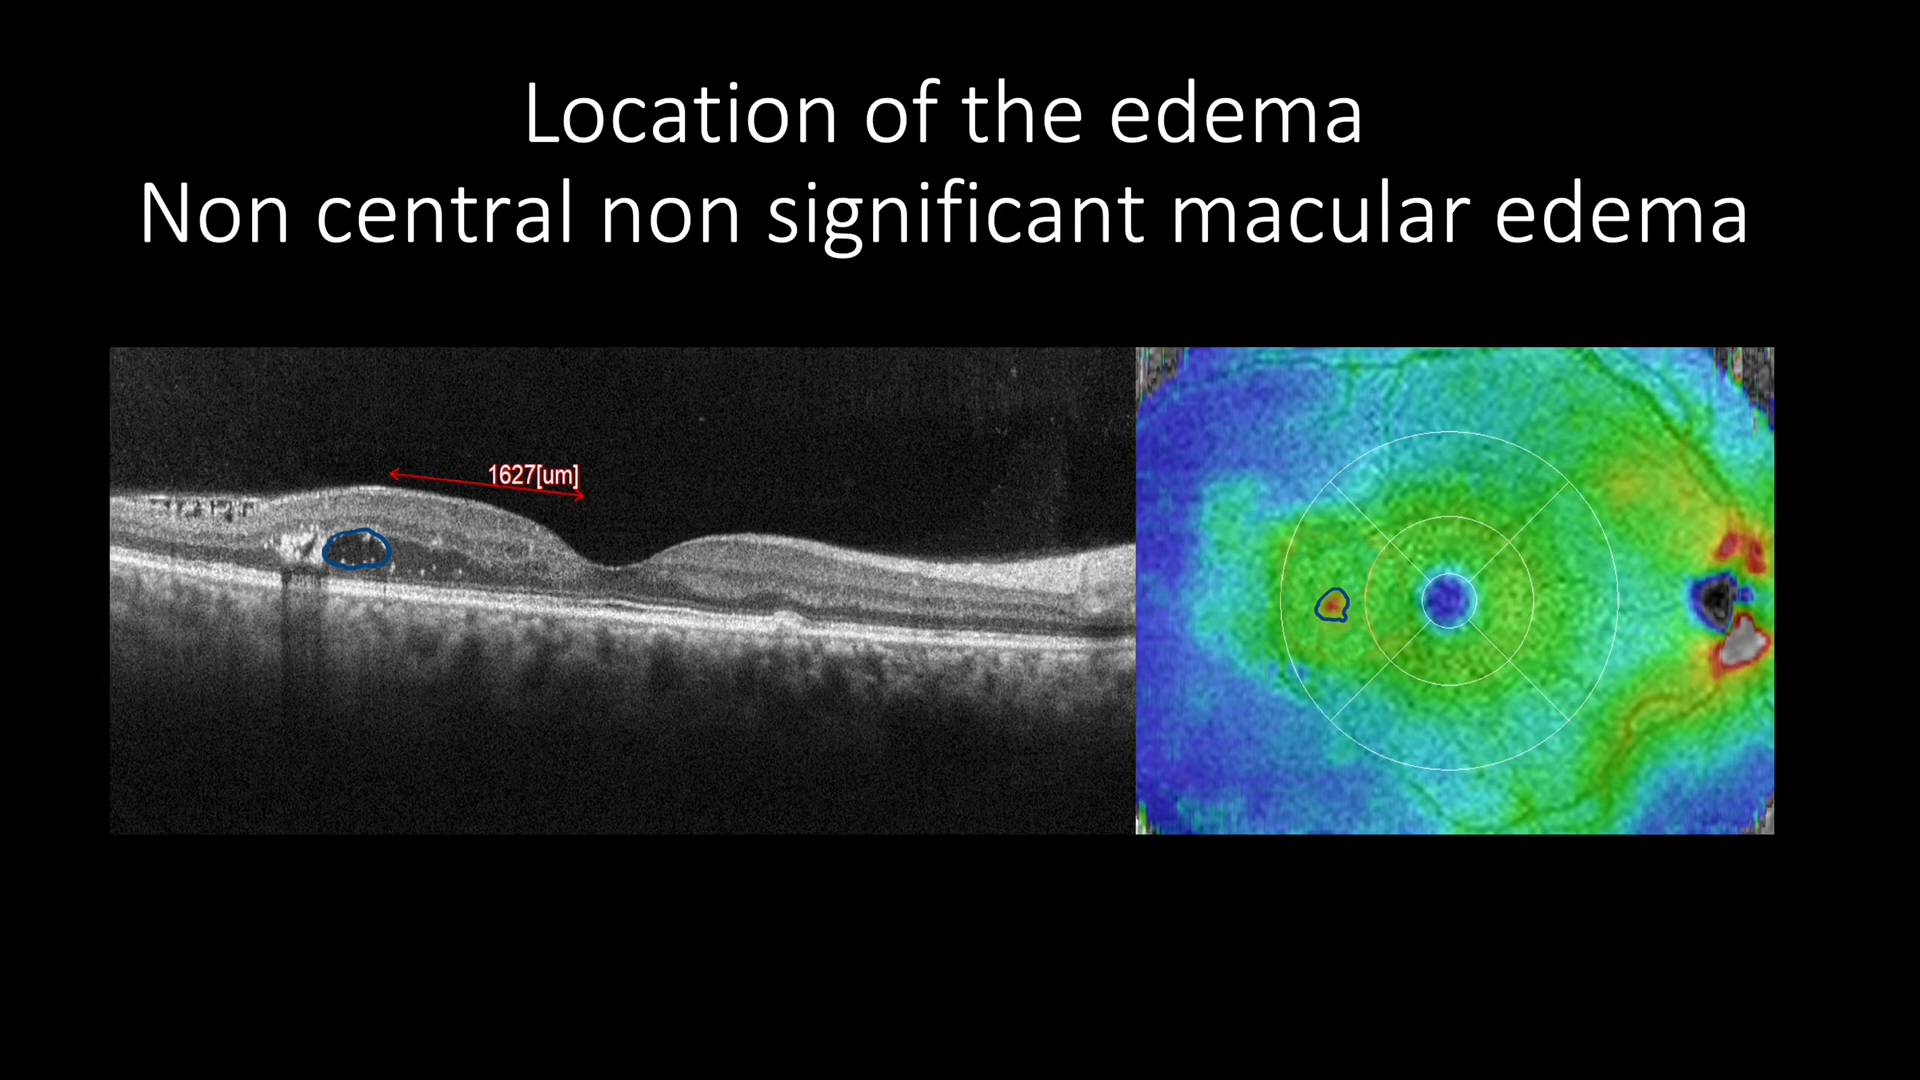 Location of the edema
Non central non significant macular edema
1627[um]